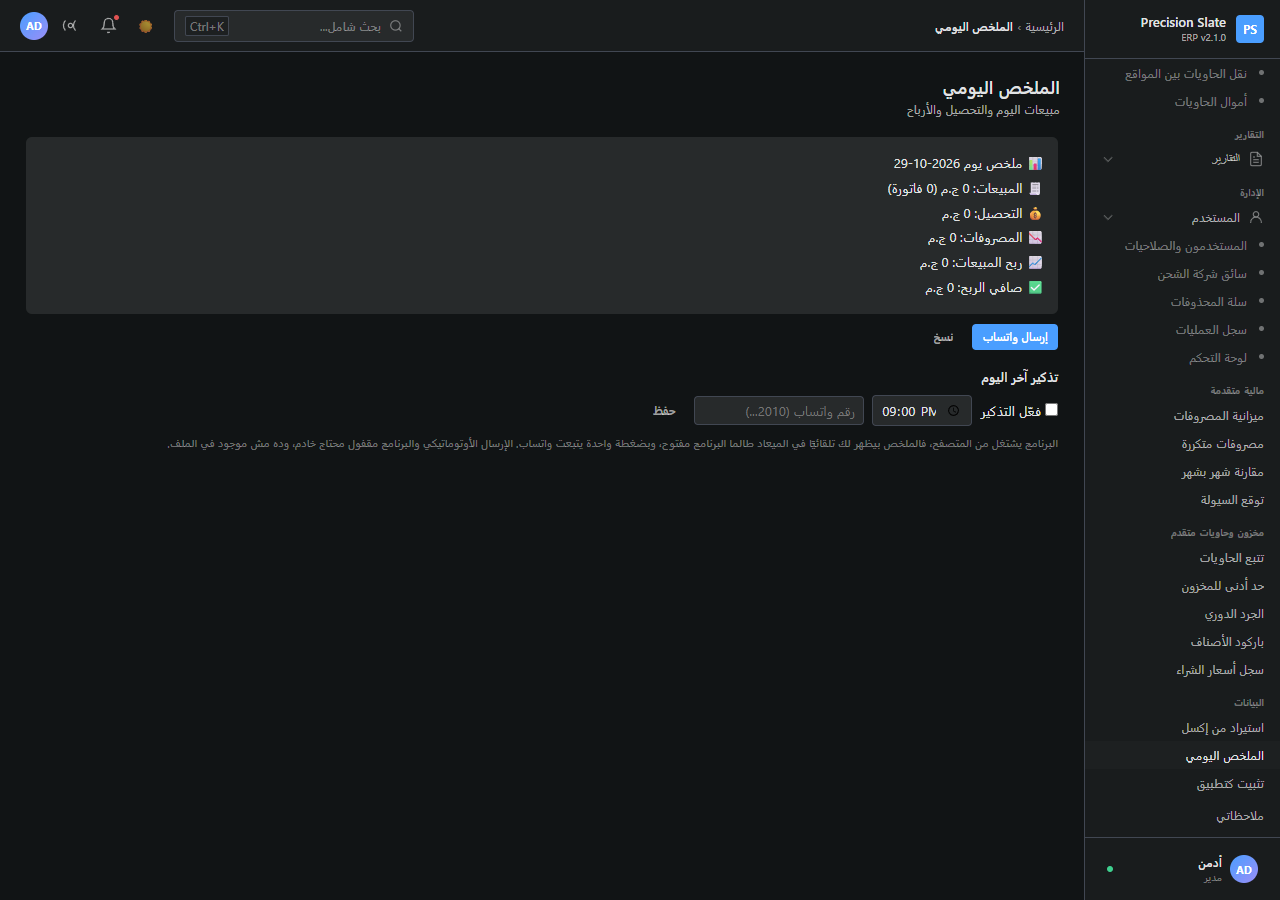 PS
Precision Slate
ERP v2.1.0
نقل الحاويات بين المواقع
أموال الحاويات
التقارير
التقارير
الإدارة
المستخدم
المستخدمون والصلاحيات
سائق شركة الشحن
سلة المحذوفات
سجل العمليات
لوحة التحكم
مالية متقدمة
ميزانية المصروفات
مصروفات متكررة
مقارنة شهر بشهر
توقع السيولة
مخزون وحاويات متقدم
تتبع الحاويات
حد أدنى للمخزون
الجرد الدوري
باركود الأصناف
سجل أسعار الشراء
البيانات
استيراد من إكسل
الملخص اليومي
تثبيت كتطبيق
ملاحظاتي
AD
أدمن
مدير
الرئيسية › الملخص اليومي
بحث شامل...
Ctrl+K
AD
الملخص اليومي
مبيعات اليوم والتحصيل والأرباح
ملخص يوم 2026-10-29
المبيعات: 0 ج.م (0 فاتورة)
التحصيل: 0 ج.م
المصروفات: 0 ج.م
ربح المبيعات: 0 ج.م
صافي الربح: 0 ج.م
إرسال واتساب
نسخ
تذكير آخر اليوم
فعّل التذكير
09:00 PM
رقم واتساب (2010...)
حفظ
البرنامج يشتغل من المتصفح، فالملخص بيظهر لك تلقائيًا في الميعاد طالما البرنامج مفتوح، وبضغطة واحدة يتبعت واتساب. الإرسال الأوتوماتيكي والبرنامج مقفول محتاج خادم، وده مش موجود في الملف.